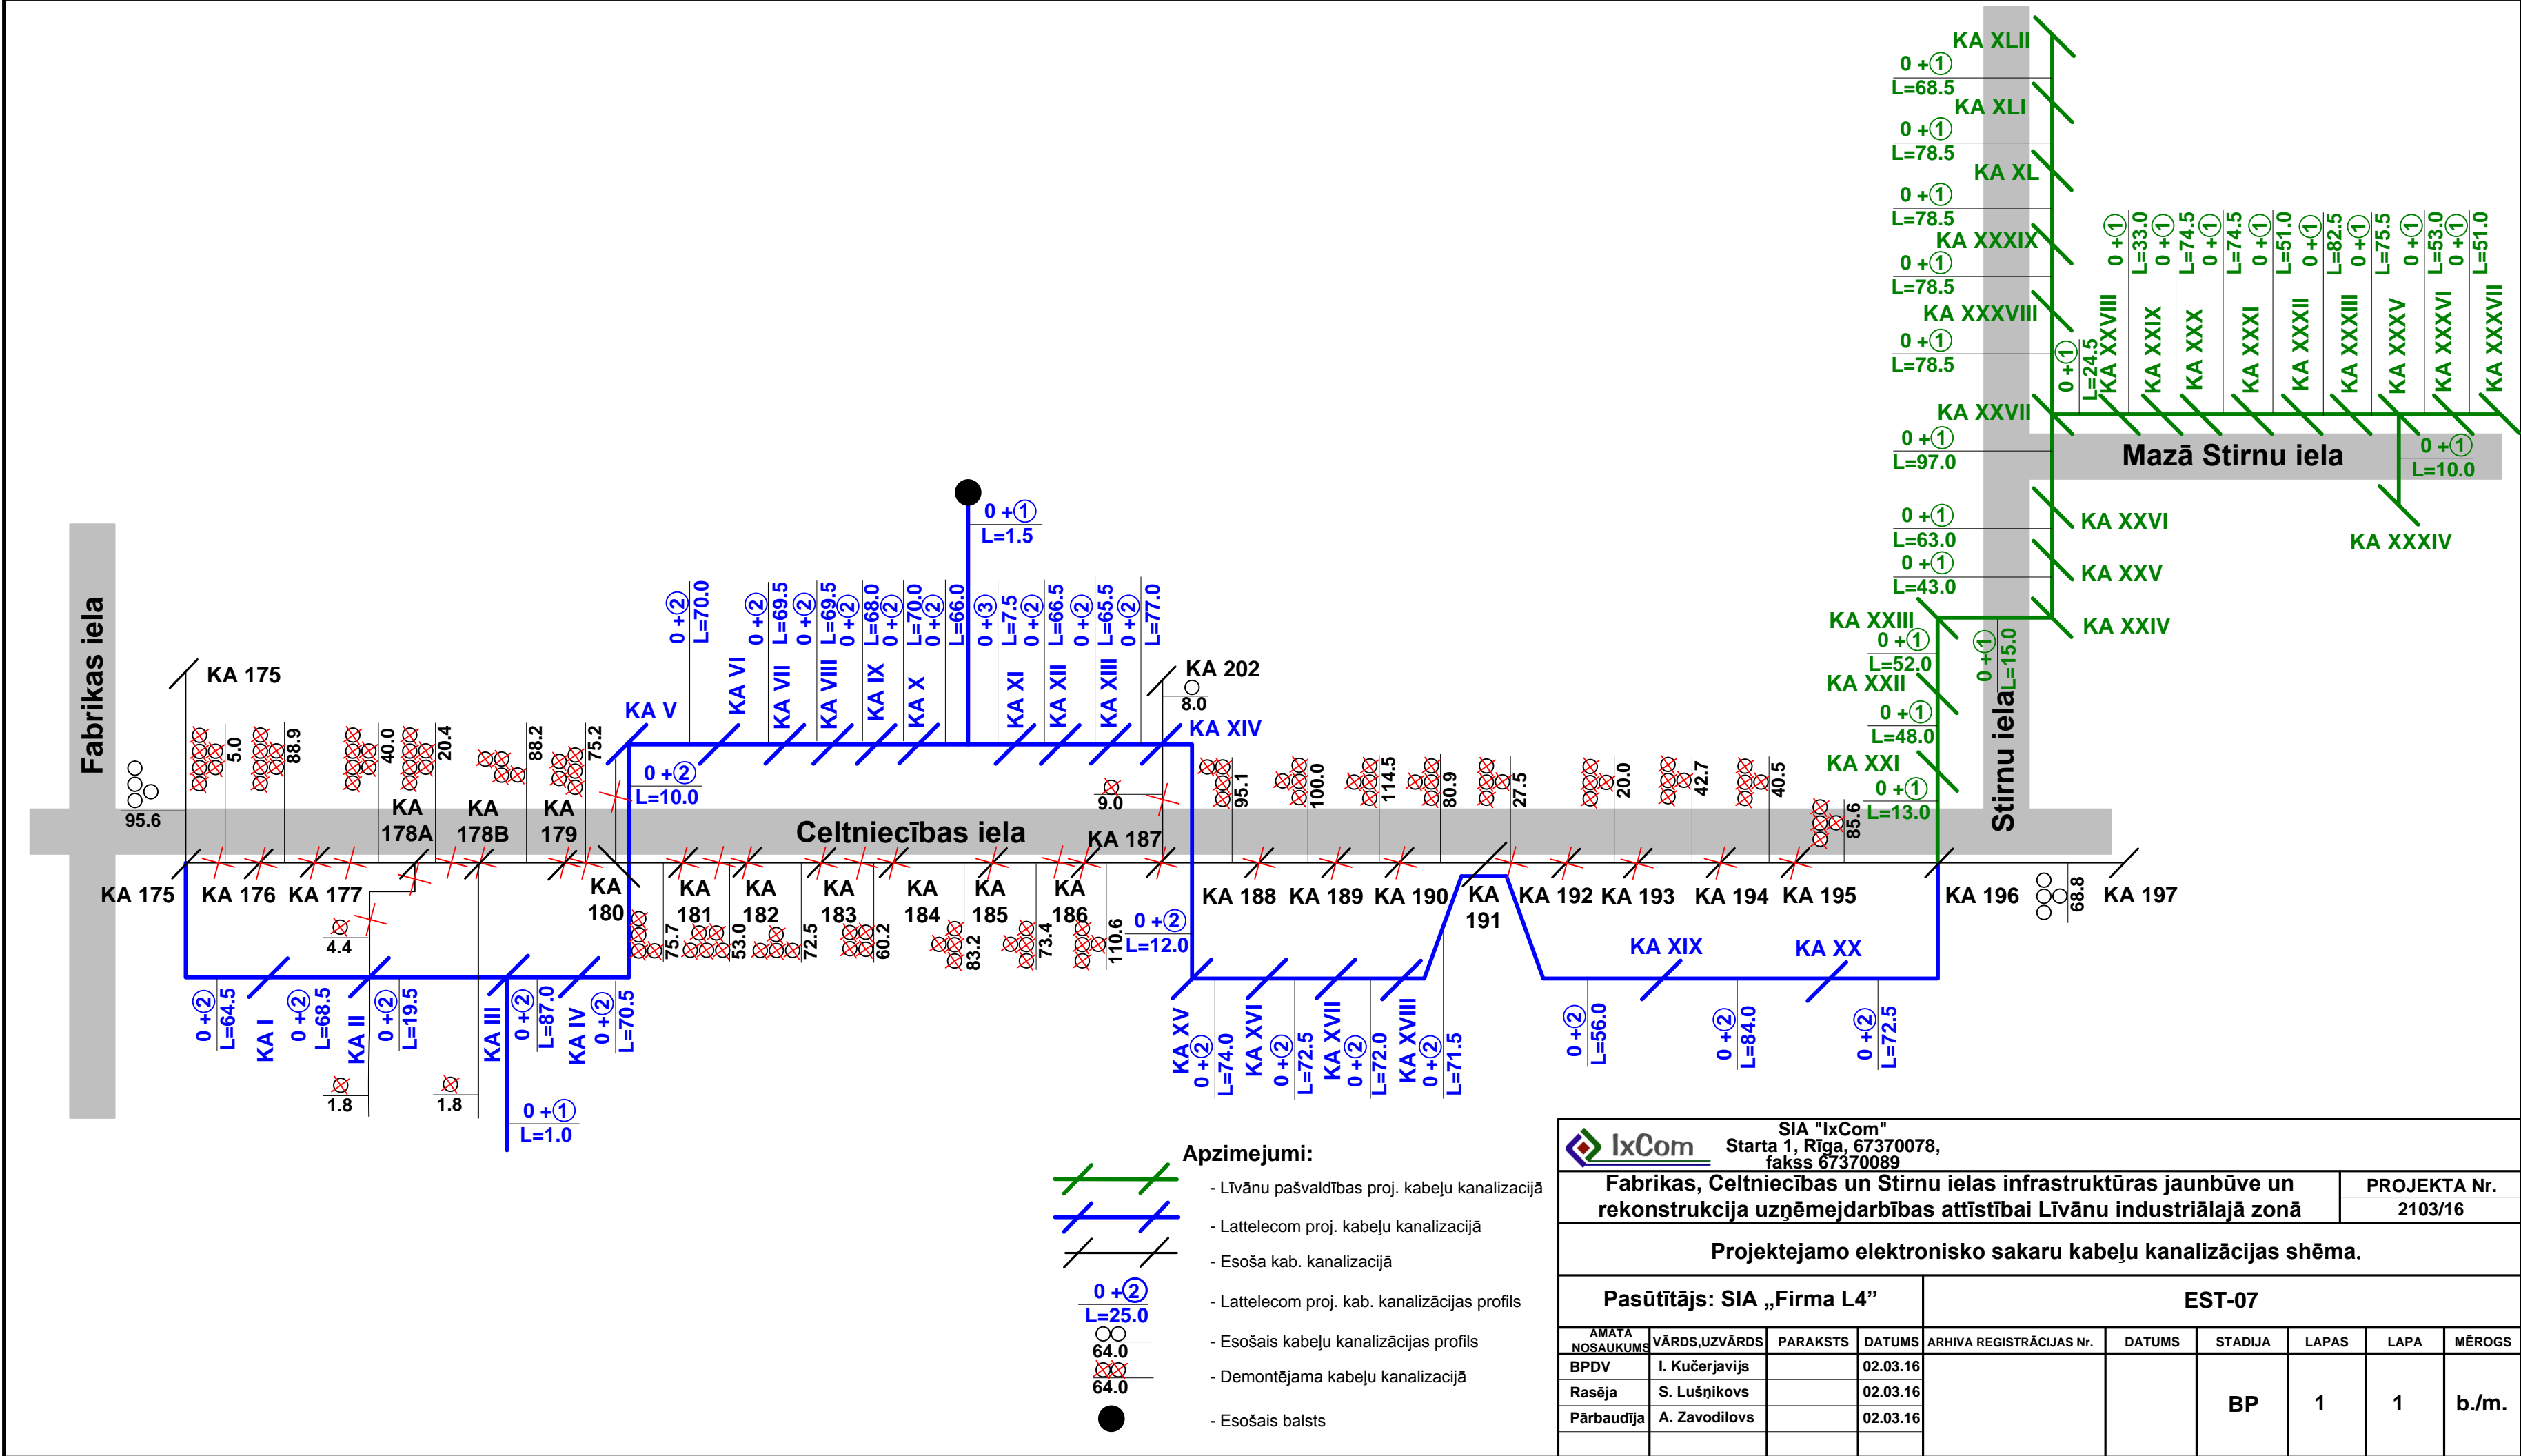 KA XLII
0 +1
L=68.5
KA XLI
0 +1
L=78.5
KA XL
0 +1
L=78.5
KA XXXIX
0 +1
L=78.5
KA XXXVIII
0 +1
L=78.5
KA XXVII
0 +1
L=24.5
KA XXVIII
0 +1
L=33.0
KA XXIX
0 +1
L=74.5
KA XXX
0 +1
L=74.5
KA XXXI
0 +1
L=51.0
KA XXXII
0 +1
L=82.5
KA XXXIII
0 +1
L=75.5
KA XXXV
0 +1
L=53.0
KA XXXVI
0 +1
L=51.0
KA XXXVII
0 +1
L=97.0
Mazā Stirnu iela
0 +1
L=10.0
KA XXXIV
KA XXVI
0 +1
L=63.0
KA XXV
0 +1
L=43.0
KA XXIV
KA XXIII
0 +1
L=15.0
0 +1
L=52.0
KA XXII
0 +1
L=48.0
KA XXI
0 +1
L=13.0
Stirnu iela
0 +1
L=1.5
Fabrikas iela
KA 175
95.6
5.0
88.9
40.0
20.4
88.2
75.2
KA V
0 +2
L=70.0
KA VI
0 +2
L=69.5
KA VII
0 +2
L=69.5
KA VIII
0 +2
L=68.0
KA IX
0 +2
L=70.0
KA X
0 +2
L=66.0
0 +3
L=7.5
KA XI
0 +2
L=66.5
KA XII
0 +2
L=65.5
KA XIII
0 +2
L=77.0
KA XIV
KA 202
8.0
0 +2
L=10.0
9.0
95.1
100.0
114.5
80.9
27.5
20.0
42.7
40.5
85.6
KA
178A
KA
178B
KA
179
Celtniecības iela
KA 187
KA 175
KA 176
KA 177
KA
180
KA
181
KA
182
KA
183
KA
184
KA
185
KA
186
KA 188
KA 189
KA 190
KA
191
KA 192
KA 193
KA 194
KA 195
KA 196
68.8
KA 197
4.4
75.7
53.0
72.5
60.2
83.2
73.4
110.6
0 +2
L=12.0
0 +2
L=64.5
KA I
0 +2
L=68.5
KA II
0 +2
L=19.5
KA III
0 +2
L=87.0
KA IV
0 +2
L=70.5
1.8
1.8
0 +1
L=1.0
KA XV
0 +2
L=74.0
KA XVI
0 +2
L=72.5
KA XVII
0 +2
L=72.0
KA XVIII
0 +2
L=71.5
KA XIX
KA XX
0 +2
L=56.0
0 +2
L=84.0
0 +2
L=72.5
Apzimejumi:
- Līvānu pašvaldības proj. kabeļu kanalizacijā
- Lattelecom proj. kabeļu kanalizacijā
- Esoša kab. kanalizacijā
0 +2
L=25.0
- Lattelecom proj. kab. kanalizācijas profils
64.0
- Esošais kabeļu kanalizācijas profils
64.0
- Demontējama kabeļu kanalizacijā
- Esošais balsts
IxCom
SIA "IxCom"
Starta 1, Rīga, 67370078,
fakss 67370089
Fabrikas, Celtniecības un Stirnu ielas infrastruktūras jaunbūve un
rekonstrukcija uzņēmejdarbības attīstībai Līvānu industriālajā zonā
PROJEKTA Nr.
2103/16
Projektejamo elektronisko sakaru kabeļu kanalizācijas shēma.
Pasūtītājs: SIA „Firma L4”
EST-07
AMATA
NOSAUKUMS
VĀRDS,UZVĀRDS
PARAKSTS
DATUMS
ARHIVA REGISTRĀCIJAS Nr.
DATUMS
STADIJA
LAPAS
LAPA
MĒROGS
BPDV
I. Kučerjavijs
02.03.16
Rasēja
S. Lušņikovs
02.03.16
Pārbaudīja
A. Zavodilovs
02.03.16
BP
1
1
b./m.